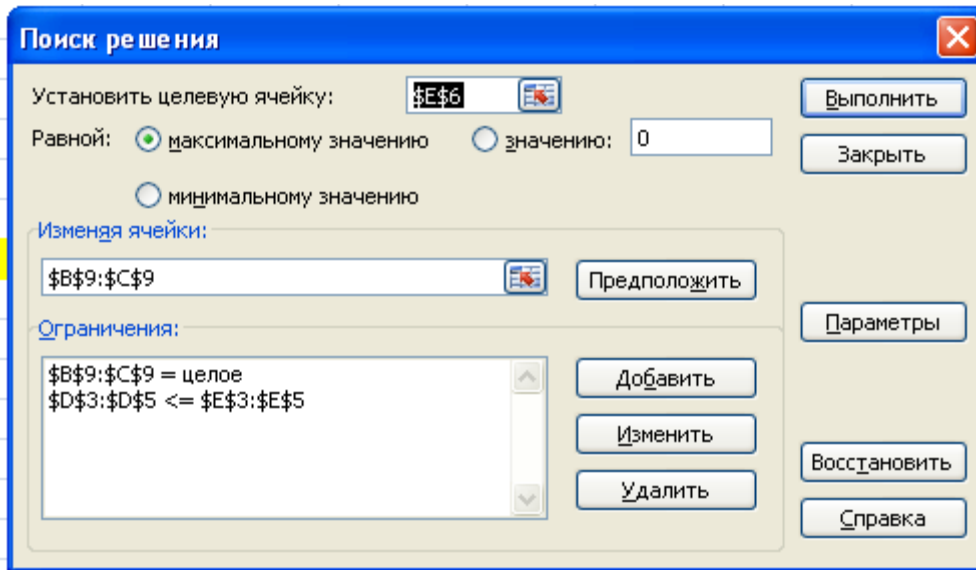 Поиск решения
Установить целевую ячейку: $E$6
Равной: максимальному значению значению: 0
минимальному значению
Изменяя ячейки:
$B$9:$C$9
Предположить
Ограничения:
$B$9:$C$9 = целое
$D$3:$D$5 <= $E$3:$E$5
Добавить
Изменить
Удалить
Выполнить
Закрыть
Параметры
Восстановить
Справка